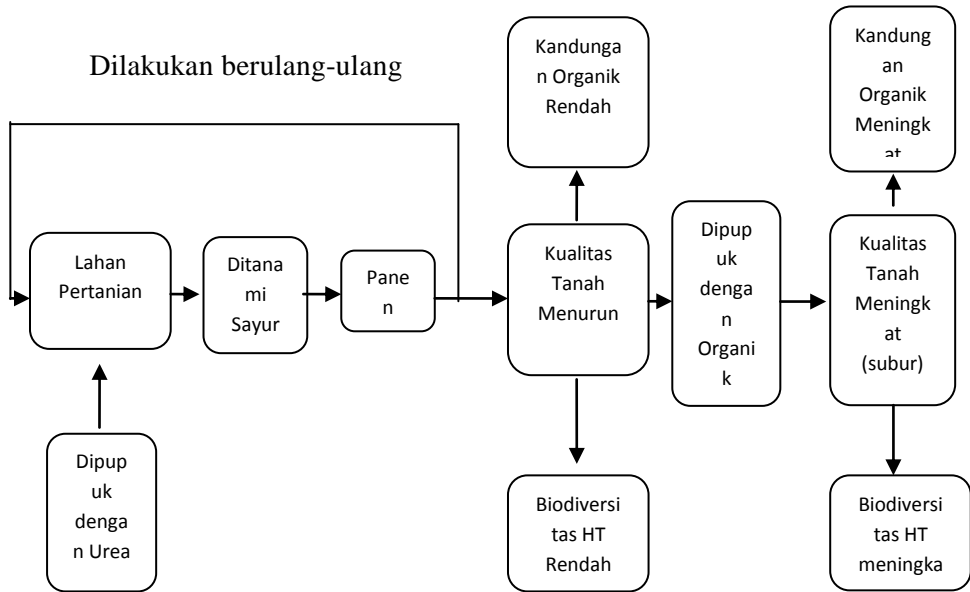 Dilakukan berulang-ulang
Kandunga
n Organik
Rendah
Kandung
an
Organik
Meningk
at
Lahan
Pertanian
Ditana
mi
Sayur
Pane
n
Kualitas
Tanah
Menurun
Dipup
uk
denga
n
Organi
k
Kualitas
Tanah
Meningk
at
(subur)
Dipup
uk
denga
n Urea
Biodiversi
tas HT
Rendah
Biodiversi
tas HT
meningka